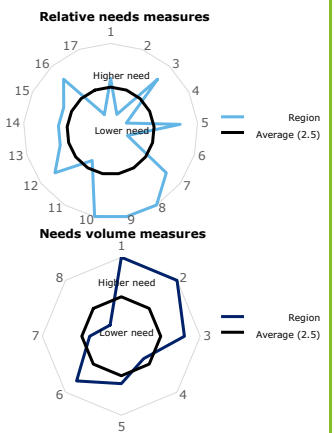 Relative needs measures
1
2
3
4
5
6
7
8
9
10
11
12
13
14
15
16
17
Higher need
Lower need
Region
Average (2.5)
Needs volume measures
1
2
3
4
5
6
7
8
Higher need
Lower need
Region
Average (2.5)